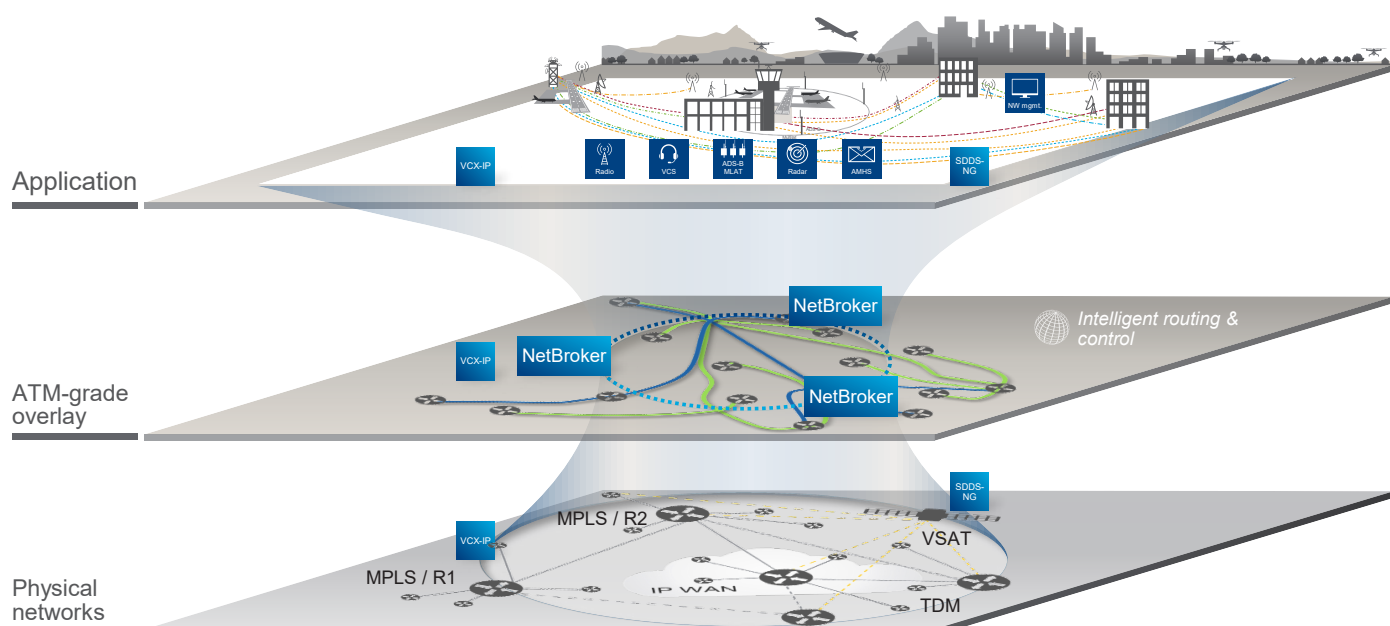 NW mgmt.
VCX-IP
Radio
VCS
ADS-B
MLAT
Radar
AMHS
SDDS-
NG
Application
NetBroker
Intelligent routing &
control
NetBroker
VCX-IP
NetBroker
ATM-grade
overlay
SDDS-
NG
MPLS / R2
VSAT
VCX-IP
MPLS / R1
IP WAN
TDM
Physical
networks